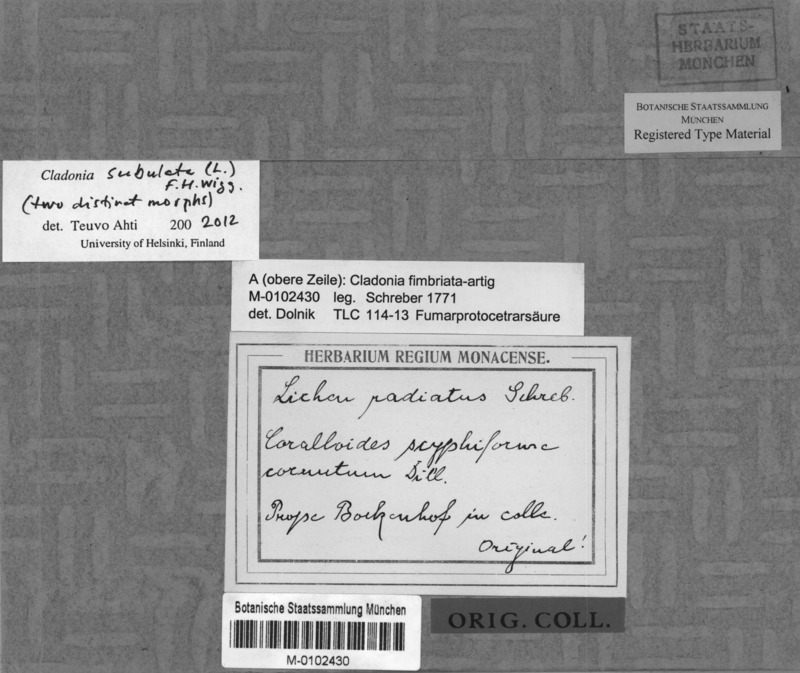 STAATS-
HERBARIUM
MÜNCHEN
BOTANISCHE STAATSSAMMLUNG
MÜNCHEN
Registered Type Material
Cladonia subulata (L.)
F.H.Wigg.
(two distinct morphs)
det. Teuvo Ahti 200 2012
University of Helsinki, Finland
A (obere Zeile): Cladonia fimbriata-artig
M-0102430 leg. Schreber 1771
det. Dolnik TLC 114-13 Fumarprotocetrarsäure
HERBARIUM REGIUM MONACENSE.
Lichen radiatus Schreb.
Coralloides scyphiforme
cornutum Dill.
Prope Bockenhof in colle.
Original!
ORIG. COLL.
Botanische Staatssammlung München
M-0102430